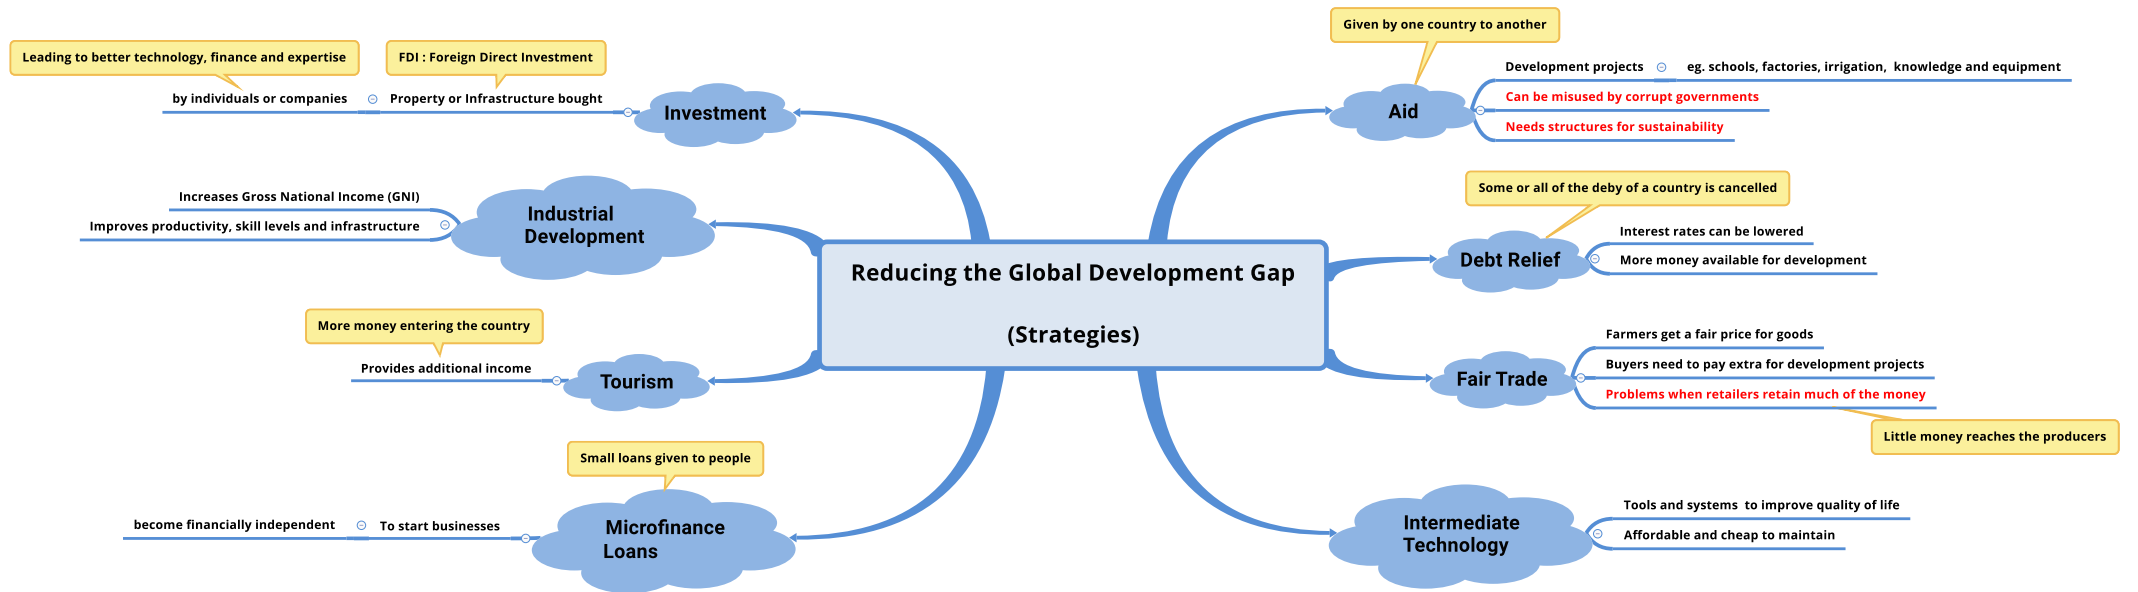 Reducing the Global Development Gap
(Strategies)
Given by one country to another
Aid
Development projects
eg. schools, factories, irrigation,  knowledge and equipment
Can be misused by corrupt governments
Needs structures for sustainability
Some or all of the deby of a country is cancelled
Debt Relief
Interest rates can be lowered
More money available for development
Fair Trade
Farmers get a fair price for goods
Buyers need to pay extra for development projects
Problems when retailers retain much of the money
Little money reaches the producers
Intermediate
Technology
Tools and systems  to improve quality of life
Affordable and cheap to maintain
Leading to better technology, finance and expertise
FDI : Foreign Direct Investment
by individuals or companies
Property or Infrastructure bought
Investment
Increases Gross National Income (GNI)
Improves productivity, skill levels and infrastructure
Industrial
Development
More money entering the country
Provides additional income
Tourism
Small loans given to people
become financially independent
To start businesses
Microfinance
Loans